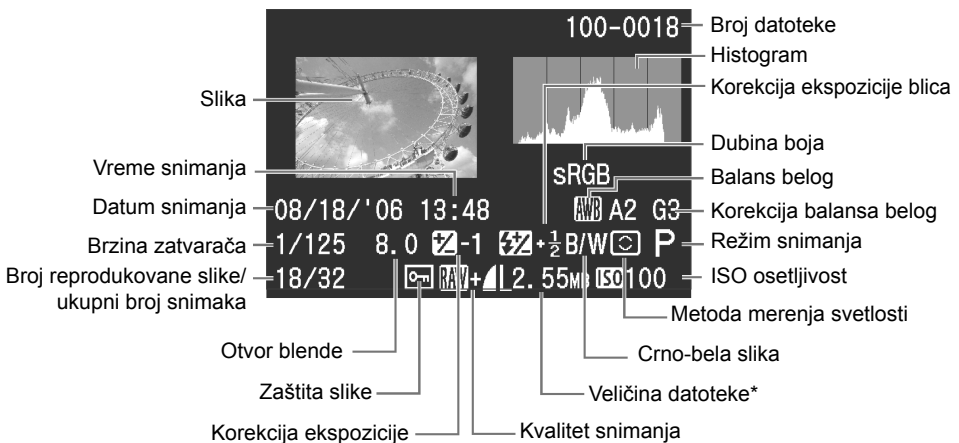 100-0018
Broj datoteke
Histogram
Slika
Korekcija ekspozicije blica
Dubina boja
sRGB
Vreme snimanja
Balans belog
Datum snimanja
08/18/'06 13:48
AWB A2 G3
Korekcija balansa belog
Brzina zatvarača
1/125 8.0 -1 +½ B/W P
Režim snimanja
Broj reprodukovane slike/
ukupni broj snimaka
18/32 RAW+ L 2.55MB ISO 100
ISO osetljivost
Metoda merenja svetlosti
Otvor blende
Crno-bela slika
Zaštita slike
Veličina datoteke*
Korekcija ekspozicije
Kvalitet snimanja